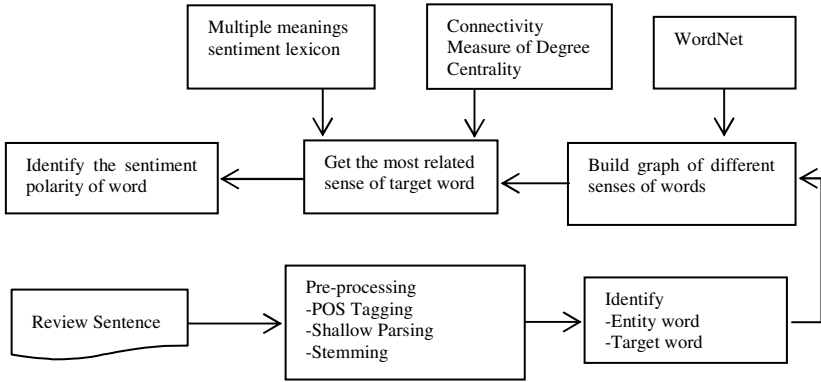 Multiple meanings
sentiment lexicon
Connectivity
Measure of Degree
Centrality
WordNet
Identify the sentiment
polarity of word
Get the most related
sense of target word
Build graph of different
senses of words
Review Sentence
Pre-processing
-POS Tagging
-Shallow Parsing
-Stemming
Identify
-Entity word
-Target word